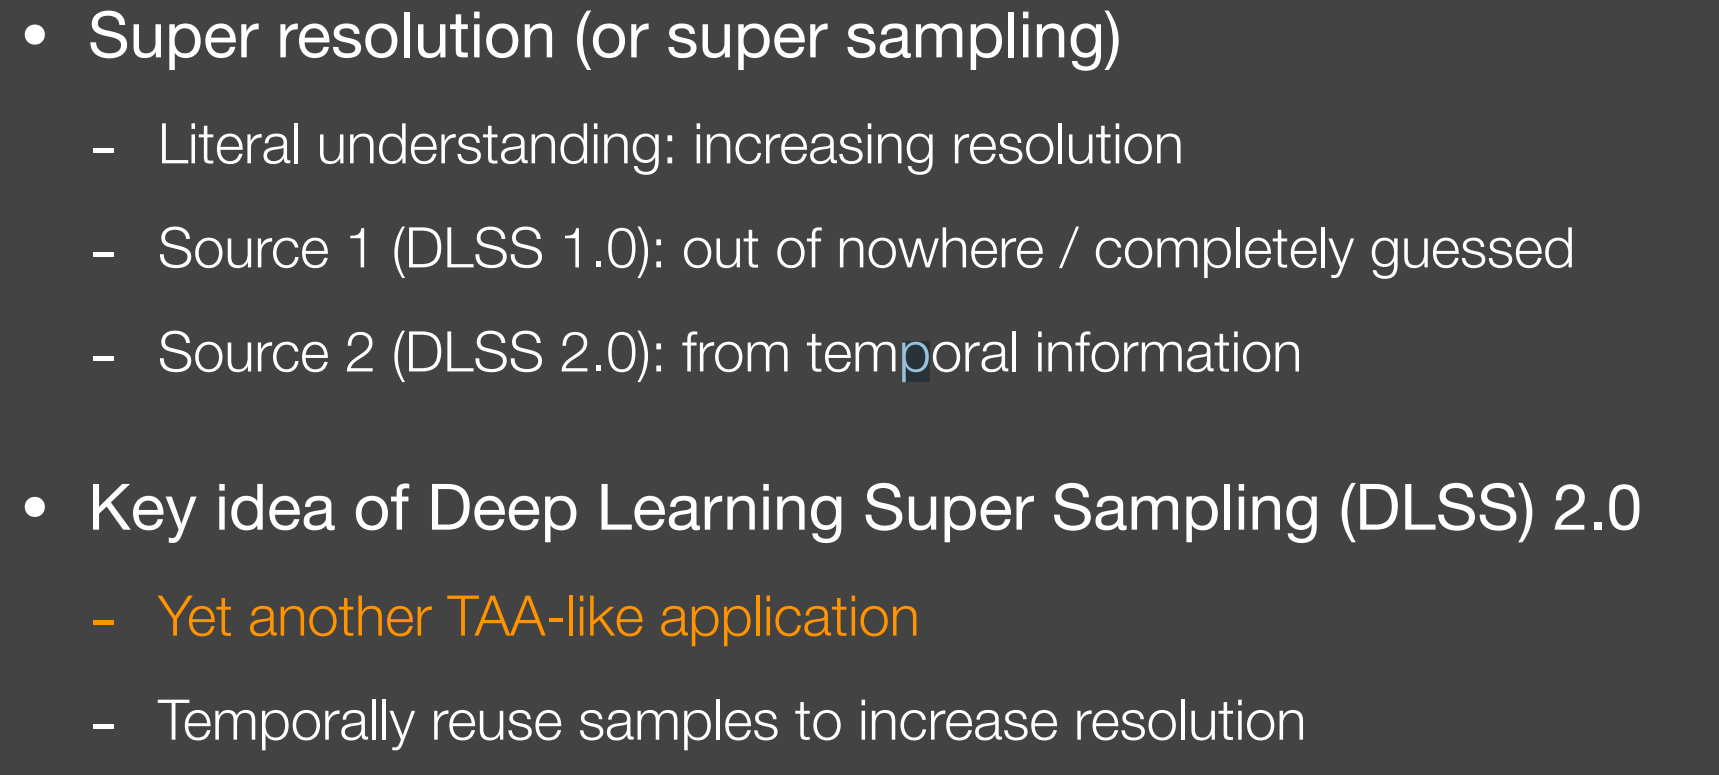 • Super resolution (or super sampling)
- Literal understanding: increasing resolution
- Source 1 (DLSS 1.0): out of nowhere / completely guessed
- Source 2 (DLSS 2.0): from temporal information
• Key idea of Deep Learning Super Sampling (DLSS) 2.0
- Yet another TAA-like application
- Temporally reuse samples to increase resolution